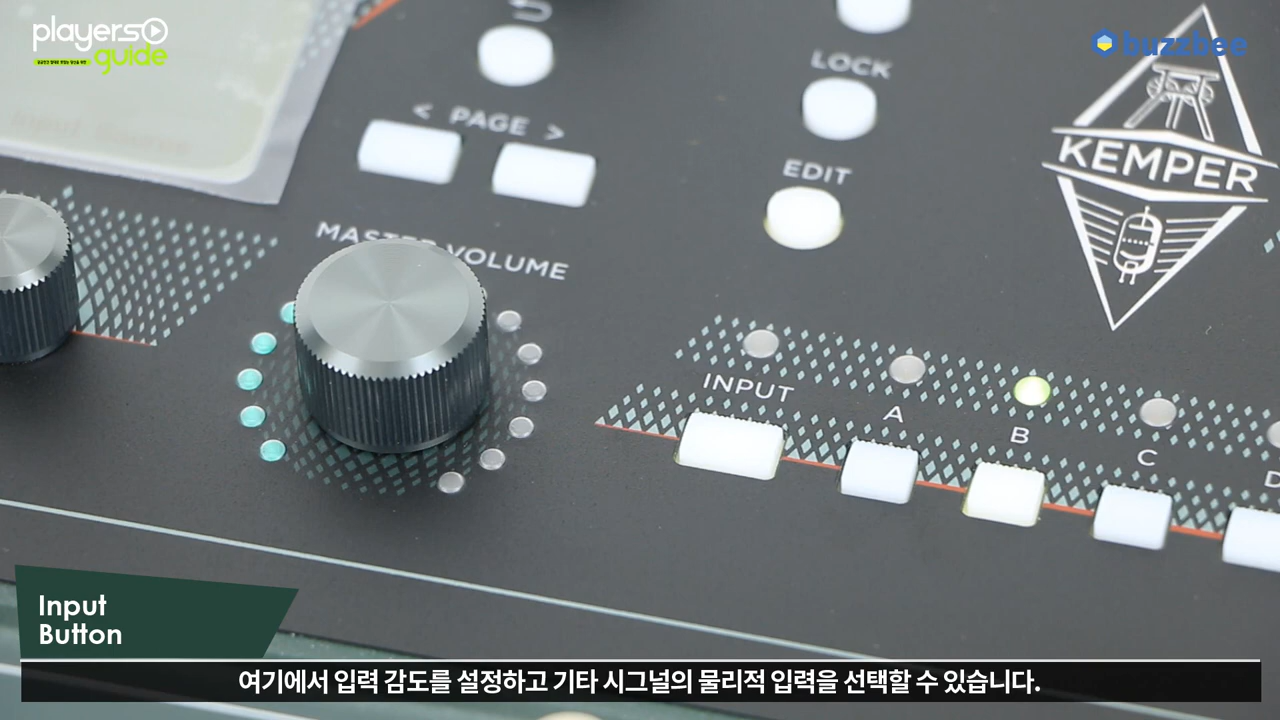 players
guide
buzzbee
LOCK
< PAGE >
EDIT
KEMPER
MASTER VOLUME
INPUT
A
B
C
D
Input
Button
여기에서 입력 감도를 설정하고 기타 시그널의 물리적 입력을 선택할 수 있습니다.